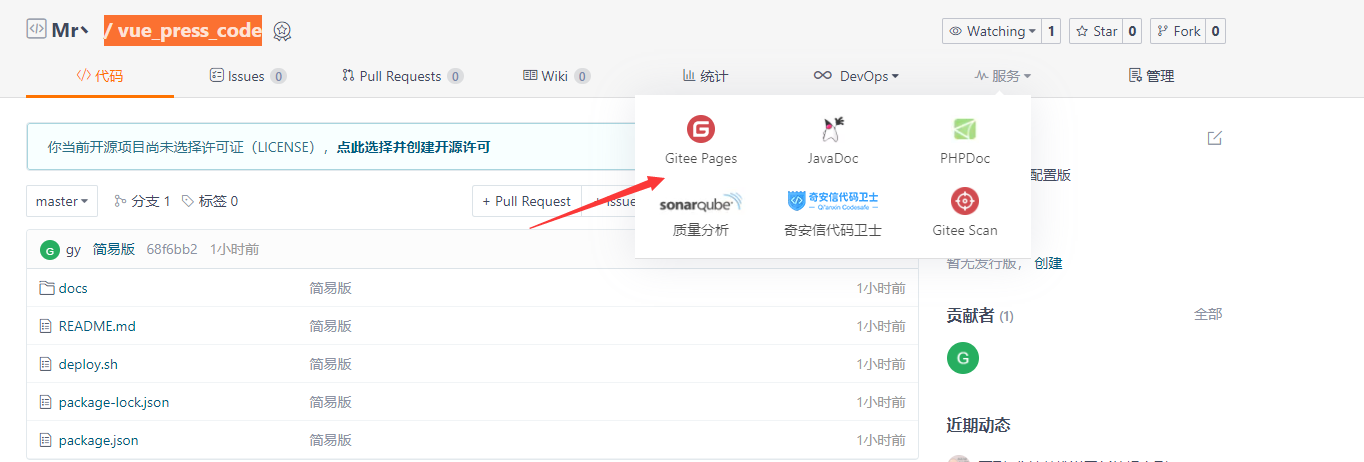 Mr丶 / vue_press_code
Watching 1 Star 0 Fork 0
代码 Issues 0 Pull Requests 0 Wiki 0 统计 DevOps 服务 管理
你当前开源项目尚未选择许可证（LICENSE），点此选择并创建开源许可
Gitee Pages JavaDoc PHPDoc
配置版
sonarqube 奇安信代码卫士 Qi'anxin Codesafe
质量分析 奇安信代码卫士 Gitee Scan
master 分支 1 标签 0 + Pull Request + Issue
G gy 简易版 68f6bb2 1小时前
暂无发行版， 创建
docs 简易版 1小时前
README.md 简易版 1小时前
deploy.sh 简易版 1小时前
package-lock.json 简易版 1小时前
package.json 简易版 1小时前
贡献者 (1) 全部
G
近期动态